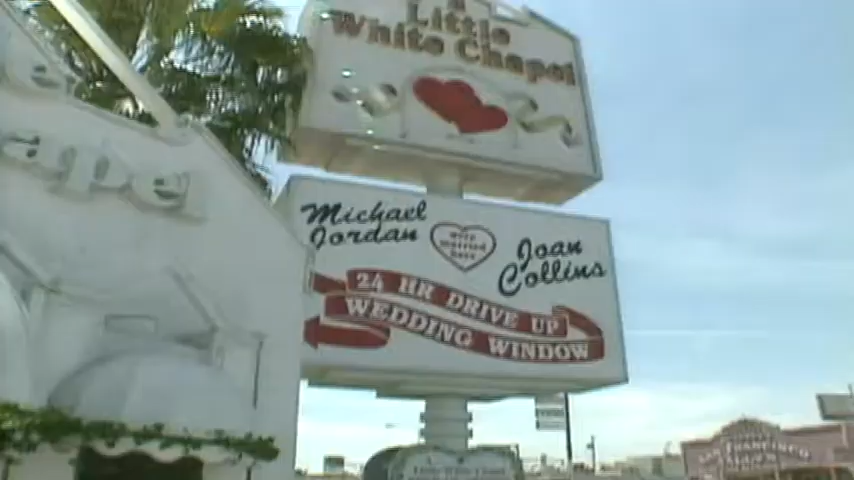 A
Little
White Chapel
Michael
Jordan
were
married
here
Joan
Collins
24 HR DRIVE UP
WEDDING WINDOW